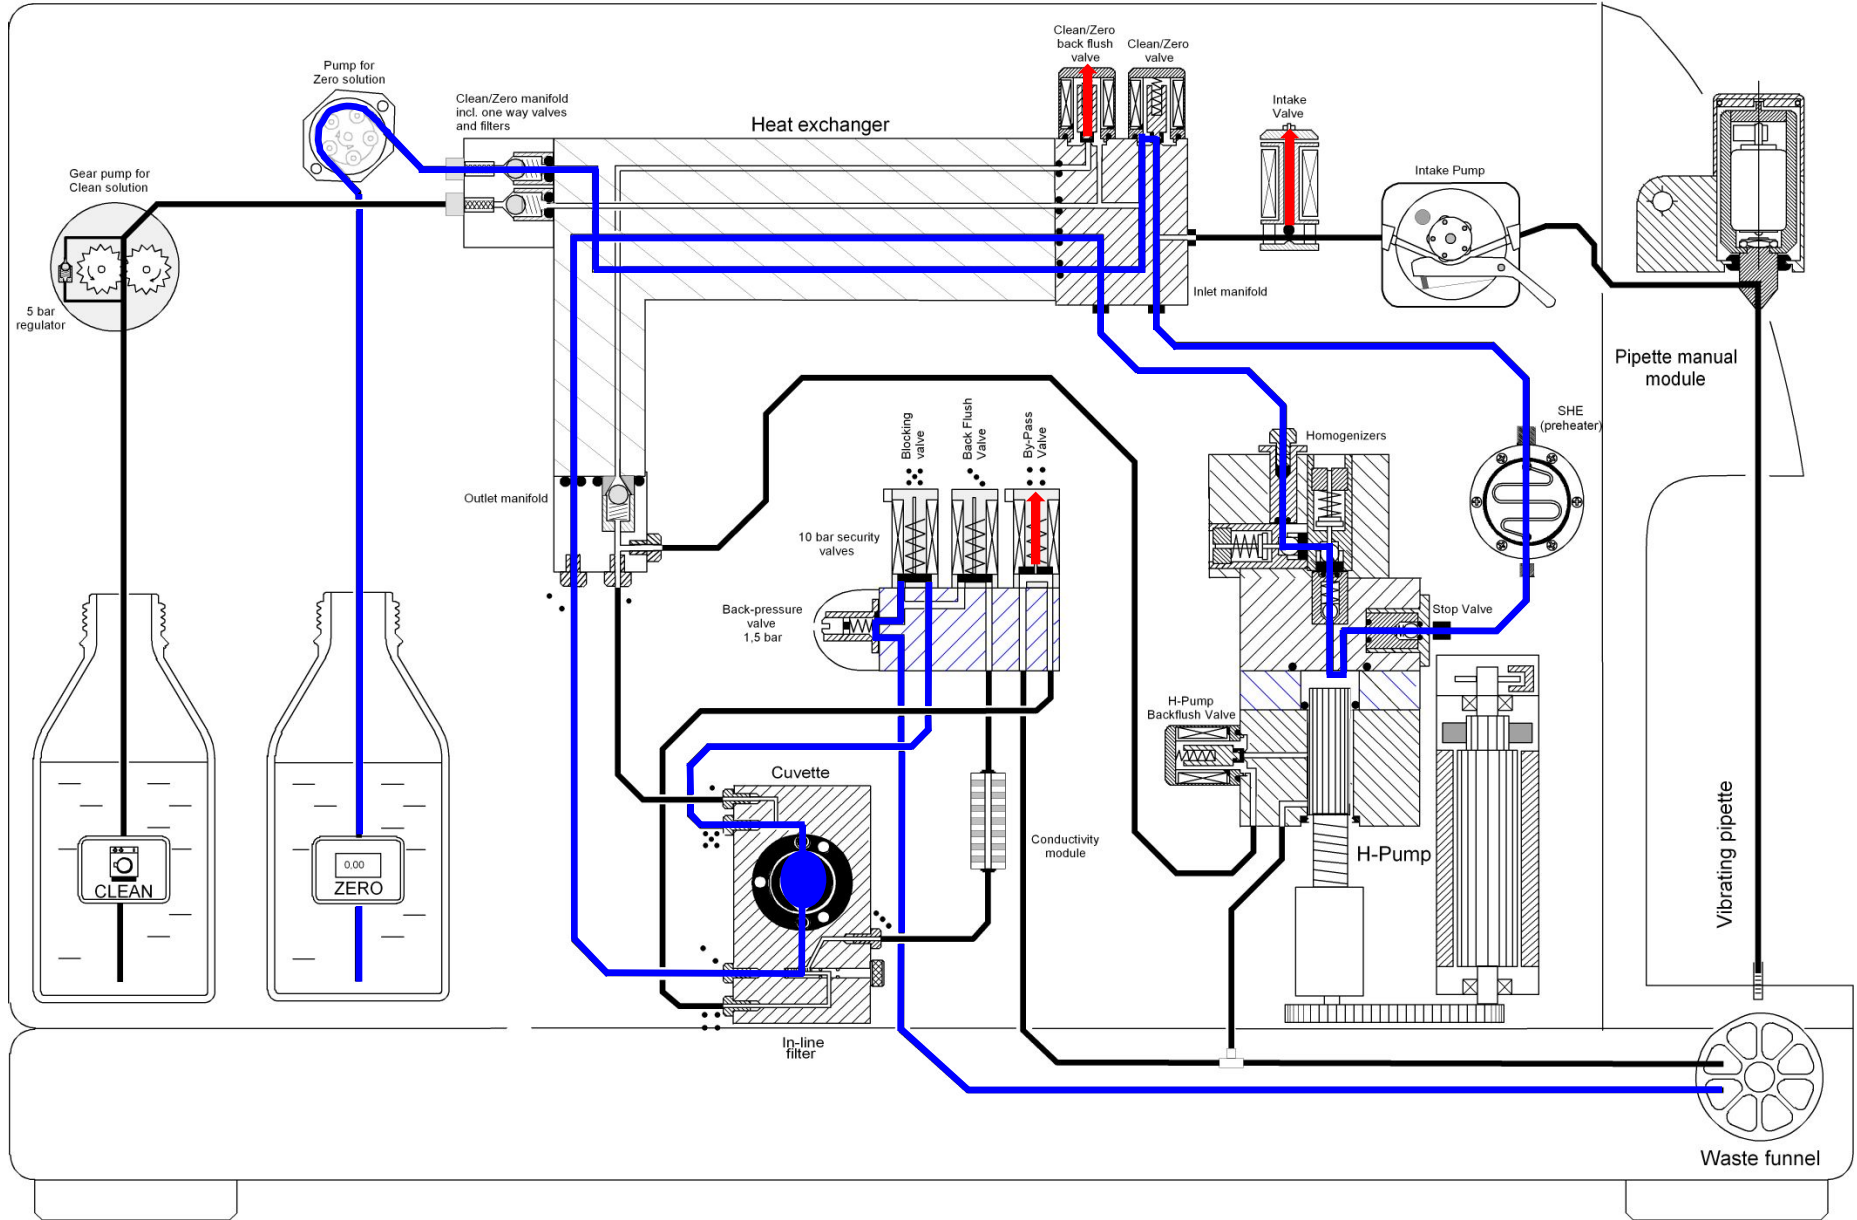 Clean/Zero
back flush
valve
Clean/Zero
valve
Pump for
Zero solution
Clean/Zero manifold
incl. one way valves
and filters
Heat exchanger
Intake
Valve
Gear pump for
Clean solution
Intake Pump
5 bar
regulator
Inlet manifold
Pipette manual
module
SHE
(preheater)
Blocking
valve
Back Flush
Valve
By-Pass
Valve
Homogenizers
Outlet manifold
10 bar security
valves
Back-pressure
valve
1,5 bar
Stop Valve
H-Pump
Backflush Valve
Cuvette
Conductivity
module
H-Pump
Vibrating pipette
CLEAN
0,00
ZERO
In-line
filter
Waste funnel